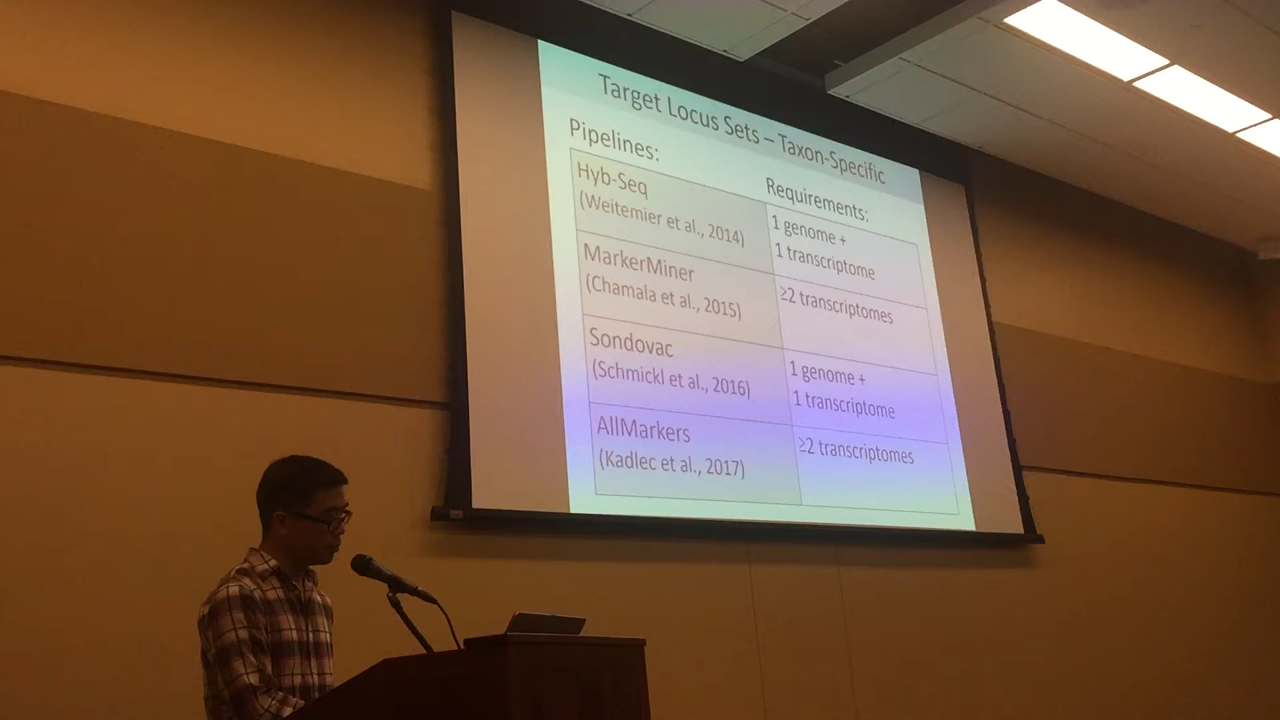 Target Locus Sets – Taxon-Specific
Pipelines:
Requirements:
Hyb-Seq
(Weitemier et al., 2014)
1 genome +
1 transcriptome
MarkerMiner
(Chamala et al., 2015)
≥2 transcriptomes
Sondovac
(Schmickl et al., 2016)
1 genome +
1 transcriptome
AllMarkers
(Kadlec et al., 2017)
≥2 transcriptomes